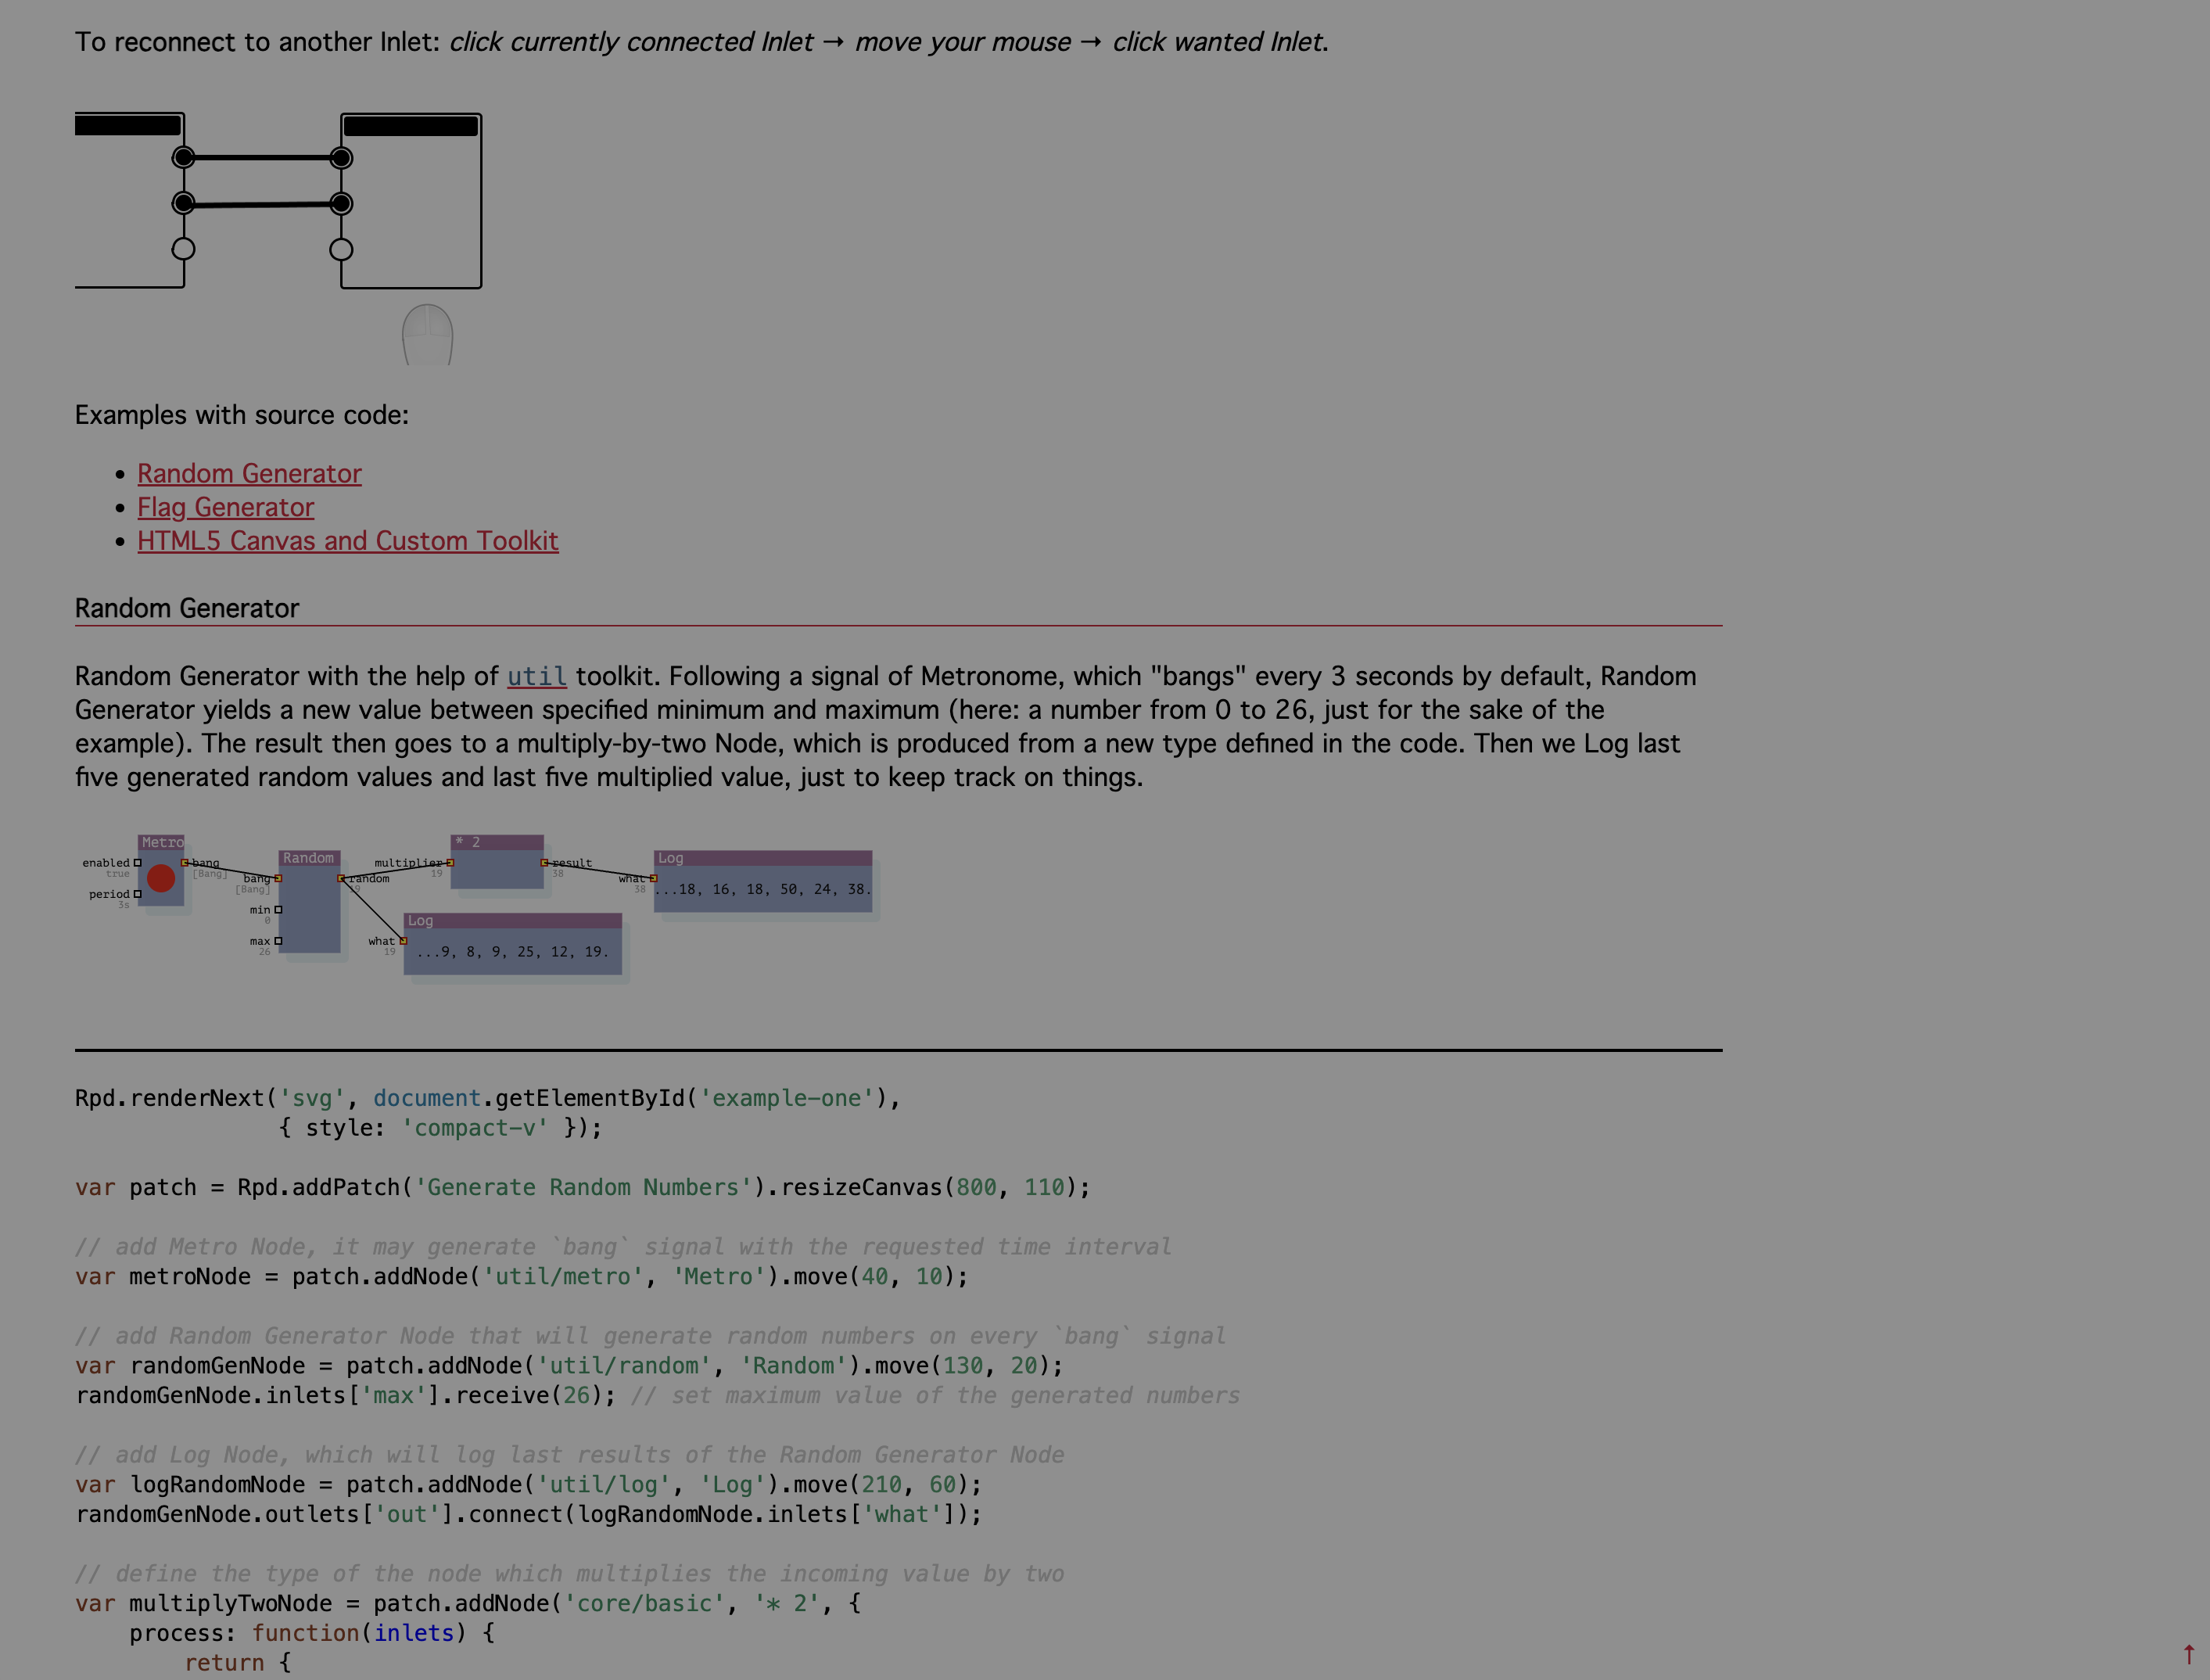 To reconnect to another Inlet: click currently connected Inlet → move your mouse → click wanted Inlet.
Examples with source code:
• Random Generator
• Flag Generator
• HTML5 Canvas and Custom Toolkit
Random Generator
Random Generator with the help of util toolkit. Following a signal of Metronome, which "bangs" every 3 seconds by default, Random
Generator yields a new value between specified minimum and maximum (here: a number from 0 to 26, just for the sake of the
example). The result then goes to a multiply-by-two Node, which is produced from a new type defined in the code. Then we Log last
five generated random values and last five multiplied value, just to keep track on things.
Metro
enabled
true
period
3s
bang
[Bang]
Random
bang
[Bang]
min
0
max
26
random
19
* 2
multiplier
19
result
38
Log
what
38
...18, 16, 18, 50, 24, 38.
Log
what
19
...9, 8, 9, 25, 12, 19.
Rpd.renderNext('svg', document.getElementById('example-one'),
{ style: 'compact-v' });
var patch = Rpd.addPatch('Generate Random Numbers').resizeCanvas(800, 110);
// add Metro Node, it may generate `bang` signal with the requested time interval
var metroNode = patch.addNode('util/metro', 'Metro').move(40, 10);
// add Random Generator Node that will generate random numbers on every `bang` signal
var randomGenNode = patch.addNode('util/random', 'Random').move(130, 20);
randomGenNode.inlets['max'].receive(26); // set maximum value of the generated numbers
// add Log Node, which will log last results of the Random Generator Node
var logRandomNode = patch.addNode('util/log', 'Log').move(210, 60);
randomGenNode.outlets['out'].connect(logRandomNode.inlets['what']);
// define the type of the node which multiplies the incoming value by two
var multiplyTwoNode = patch.addNode('core/basic', '* 2', {
process: function(inlets) {
return {
↑